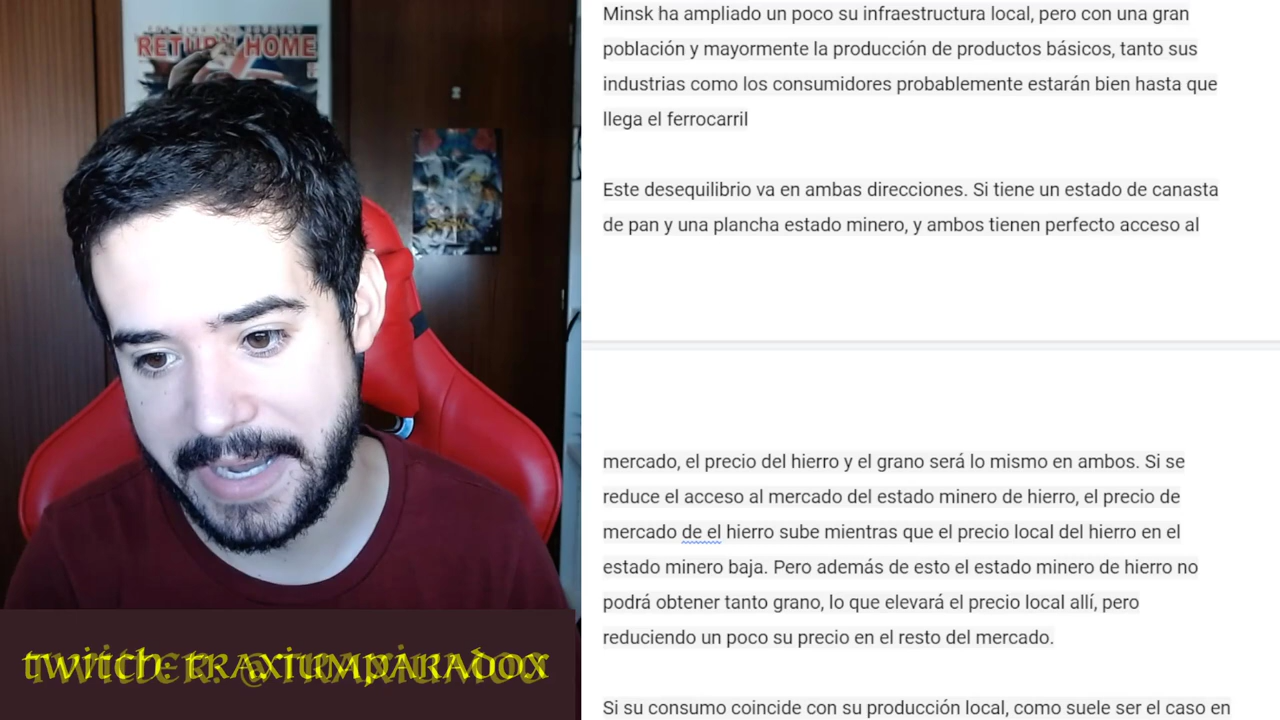 RETURN HOME
Minsk ha ampliado un poco su infraestructura local, pero con una gran
población y mayormente la producción de productos básicos, tanto sus
industrias como los consumidores probablemente estarán bien hasta que
llega el ferrocarril
Este desequilibrio va en ambas direcciones. Si tiene un estado de canasta
de pan y una plancha estado minero, y ambos tienen perfecto acceso al
mercado, el precio del hierro y el grano será lo mismo en ambos. Si se
reduce el acceso al mercado del estado minero de hierro, el precio de
mercado de el hierro sube mientras que el precio local del hierro en el
estado minero baja. Pero además de esto el estado minero de hierro no
podrá obtener tanto grano, lo que elevará el precio local allí, pero
reduciendo un poco su precio en el resto del mercado.
Si su consumo coincide con su producción local, como suele ser el caso en